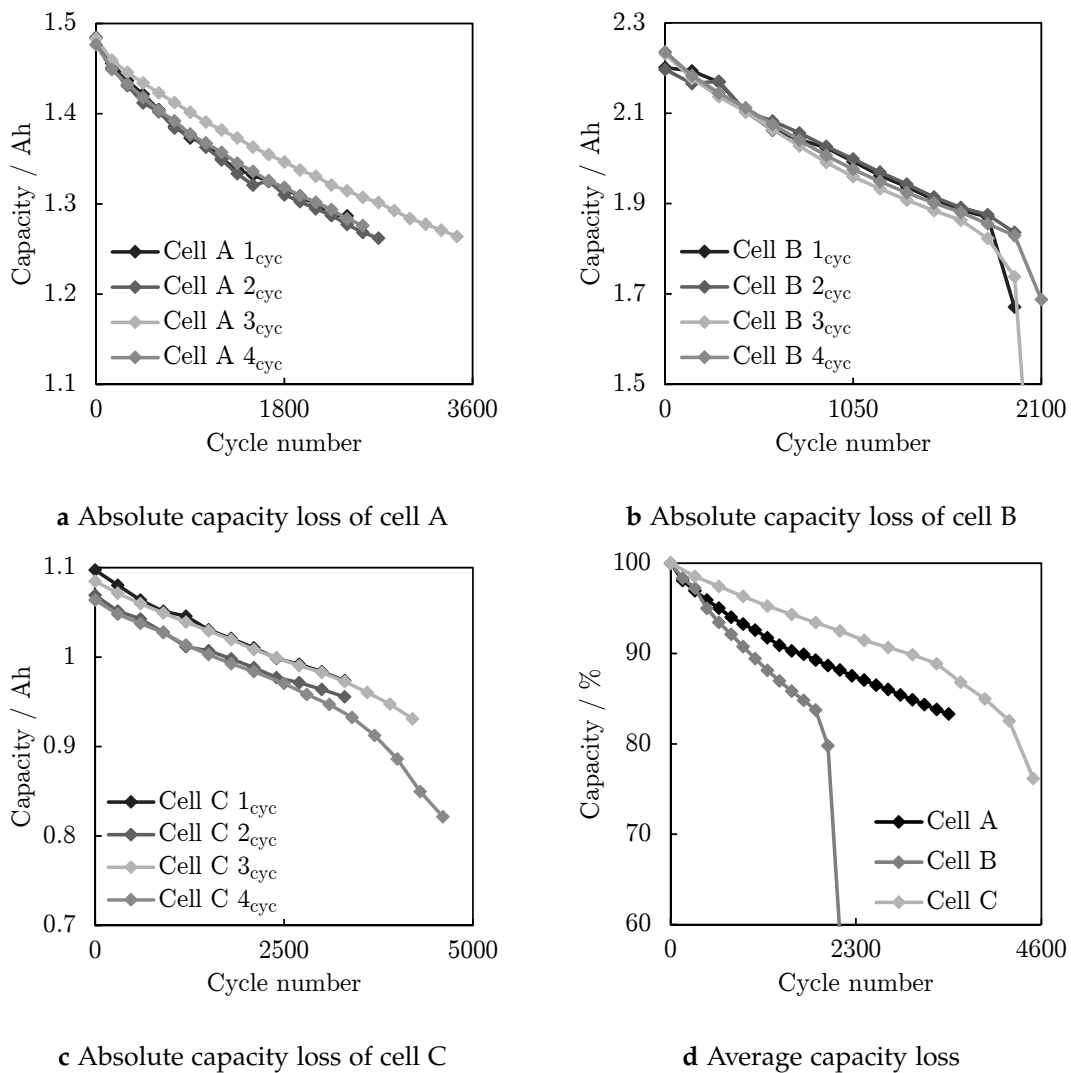 1.5
1.4
1.3
1.2
1.1
Capacity / Ah
Cell A 1cyc
Cell A 2cyc
Cell A 3cyc
Cell A 4cyc
0
1800
3600
Cycle number
a Absolute capacity loss of cell A
2.3
2.1
1.9
1.7
1.5
Capacity / Ah
Cell B 1cyc
Cell B 2cyc
Cell B 3cyc
Cell B 4cyc
0
1050
2100
Cycle number
b Absolute capacity loss of cell B
1.1
1
0.9
0.8
0.7
Capacity / Ah
Cell C 1cyc
Cell C 2cyc
Cell C 3cyc
Cell C 4cyc
0
2500
5000
Cycle number
c Absolute capacity loss of cell C
100
90
80
70
60
Capacity / %
Cell A
Cell B
Cell C
0
2300
4600
Cycle number
d Average capacity loss